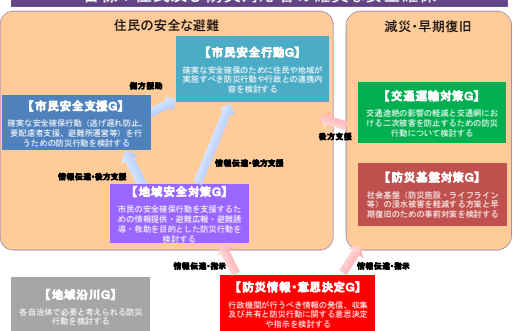 住民の安全な避難
減災・早期復旧
【市民安全行動G】
確実な安全確保のために住民や地域が
実施すべき防災行動や行政との連携内
容を検討する
側方援助
【市民安全支援G】
確実な安全確保行動(逃げ遅れ防止、
要配慮者支援、避難所運営等)を行
うための防災行動を検討する
【交通運輸対策G】
交通途絶の影響の軽減と交通網にお
ける二次被害を防止するための防災
行動について検討する
後方支援
情報伝達・後方支援
情報伝達・後方支援
【防災基盤対策G】
社会基盤(防災施設・ライフライン
等)の浸水被害を軽減する方策と早
期復旧のための事前対策を検討する
【地域安全対策G】
市民の安全確保行動を支援するた
めの情報提供・避難広報・避難誘
導・救助を目的とした防災行動を
検討する
情報伝達・指示
情報伝達・指示
【地域沿川G】
各自治体で必要と考えられる防災
行動を検討する
【防災情報・意思決定G】
行政機関が行うべき情報の発信、収集
及び共有と防災行動に関する意思決定
や指示を検討する